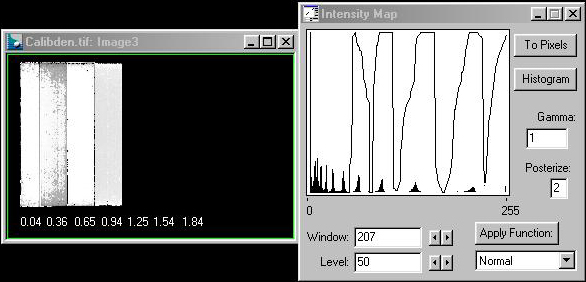 Calibden.tif: Image3
0.04 0.36 0.65 0.94 1.25 1.54 1.84
Intensity Map
To Pixels
Histogram
Gamma:
1
Posterize:
2
0 255
Window: 207
Level: 50
Apply Function:
Normal